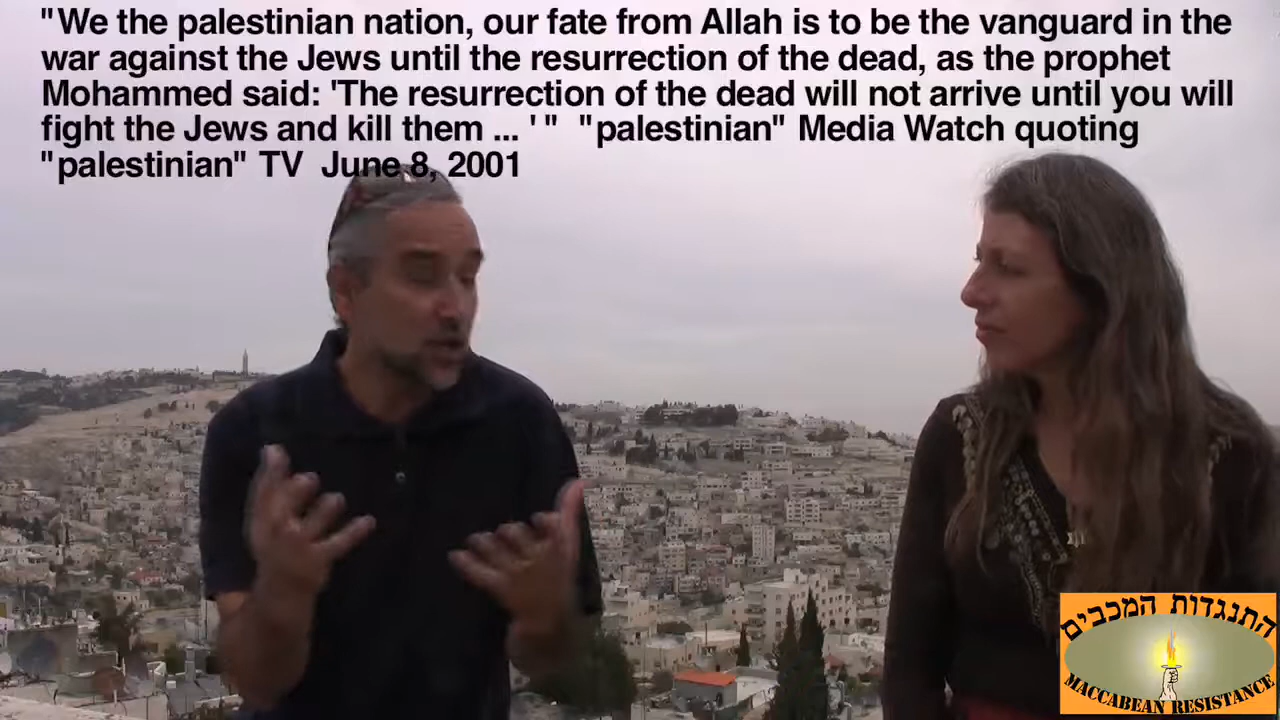 "We the palestinian nation, our fate from Allah is to be the vanguard in the
war against the Jews until the resurrection of the dead, as the prophet
Mohammed said: 'The resurrection of the dead will not arrive until you will
fight the Jews and kill them ... ' "  "palestinian" Media Watch quoting
"palestinian" TV  June 8, 2001
התנגדות המכבים
MACCABEAN RESISTANCE